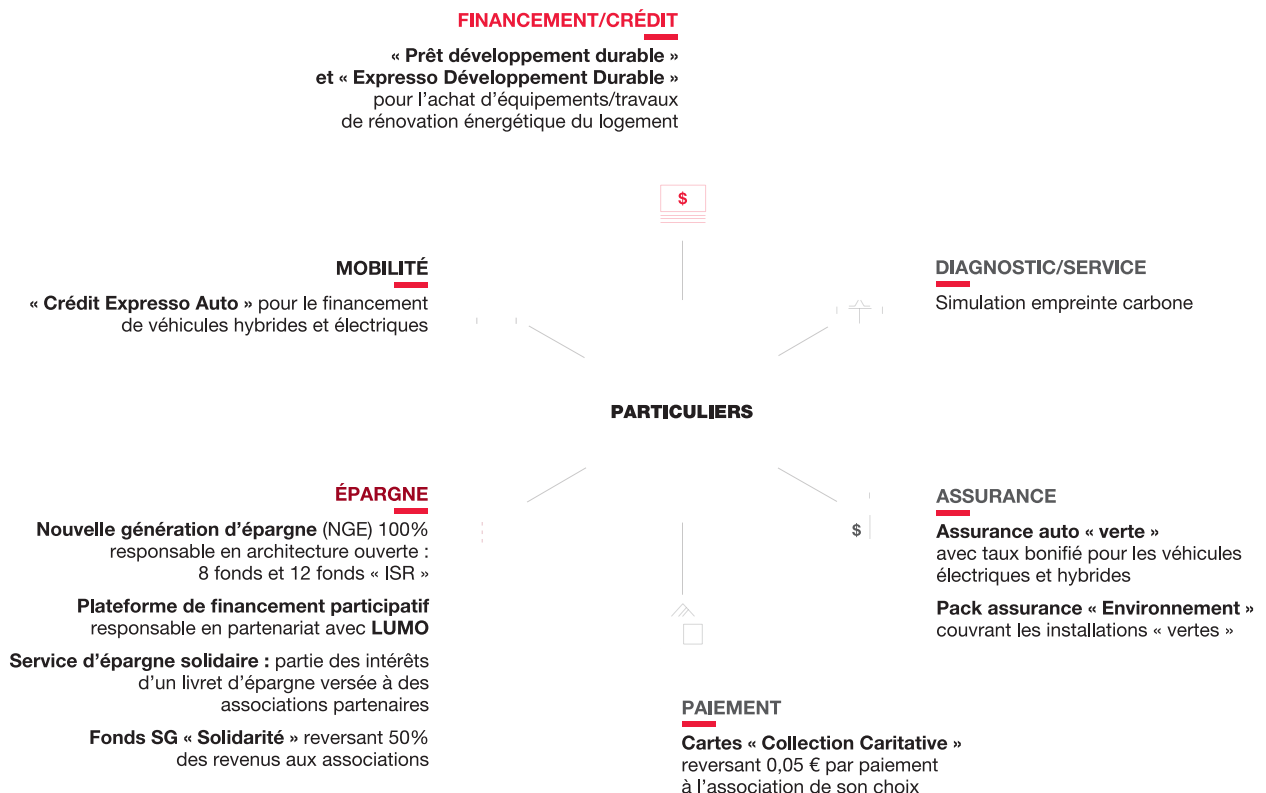 FINANCEMENT/CRÉDIT
« Prêt développement durable »
et « Expresso Développement Durable »
pour l'achat d'équipements/travaux
de rénovation énergétique du logement
$
MOBILITÉ
« Crédit Expresso Auto » pour le financement
de véhicules hybrides et électriques
DIAGNOSTIC/SERVICE
Simulation empreinte carbone
PARTICULIERS
ÉPARGNE
Nouvelle génération d'épargne (NGE) 100%
responsable en architecture ouverte :
8 fonds et 12 fonds « ISR »
Plateforme de financement participatif
responsable en partenariat avec LUMO
Service d'épargne solidaire : partie des intérêts
d'un livret d'épargne versée à des
associations partenaires
Fonds SG « Solidarité » reversant 50%
des revenus aux associations
$
ASSURANCE
Assurance auto « verte »
avec taux bonifié pour les véhicules
électriques et hybrides
Pack assurance « Environnement »
couvrant les installations « vertes »
PAIEMENT
Cartes « Collection Caritative »
reversant 0,05 € par paiement
à l'association de son choix